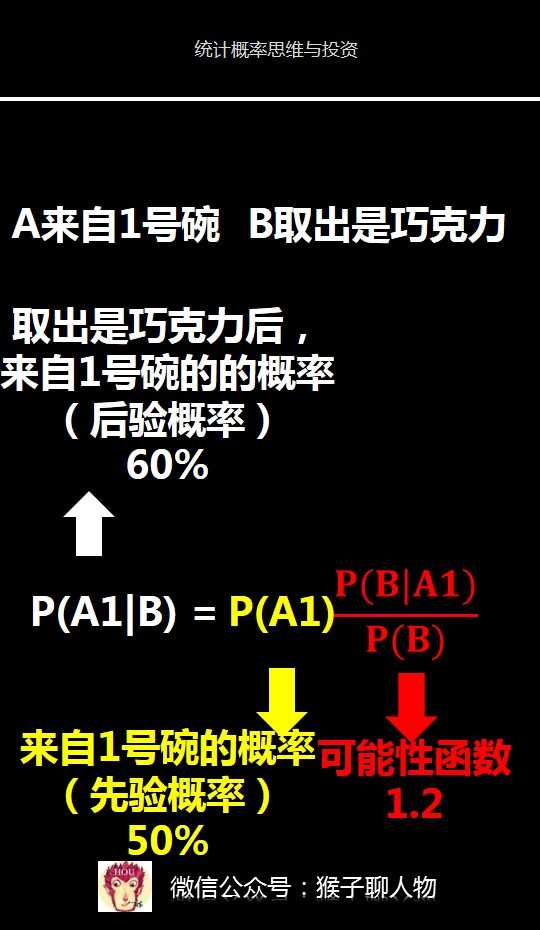 统计概率思维与投资
A来自1号碗 B取出是巧克力
取出是巧克力后，
来自1号碗的的概率
（后验概率）
60%
P(A1|B) = P(A1) P(B|A1) / P(B)
来自1号碗的概率
（先验概率）
50%
可能性函数
1.2
HOU
微信公众号：猴子聊人物